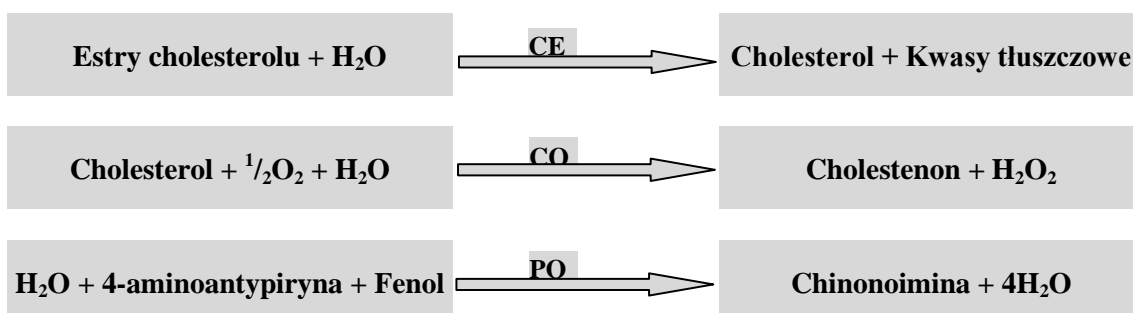 Estry cholesterolu + H₂O CE Cholesterol + Kwasy tłuszczowe
Cholesterol + ¹/₂O₂ + H₂O CO Cholestenon + H₂O₂
H₂O + 4-aminoantypiryna + Fenol PO Chinonoimina + 4H₂O